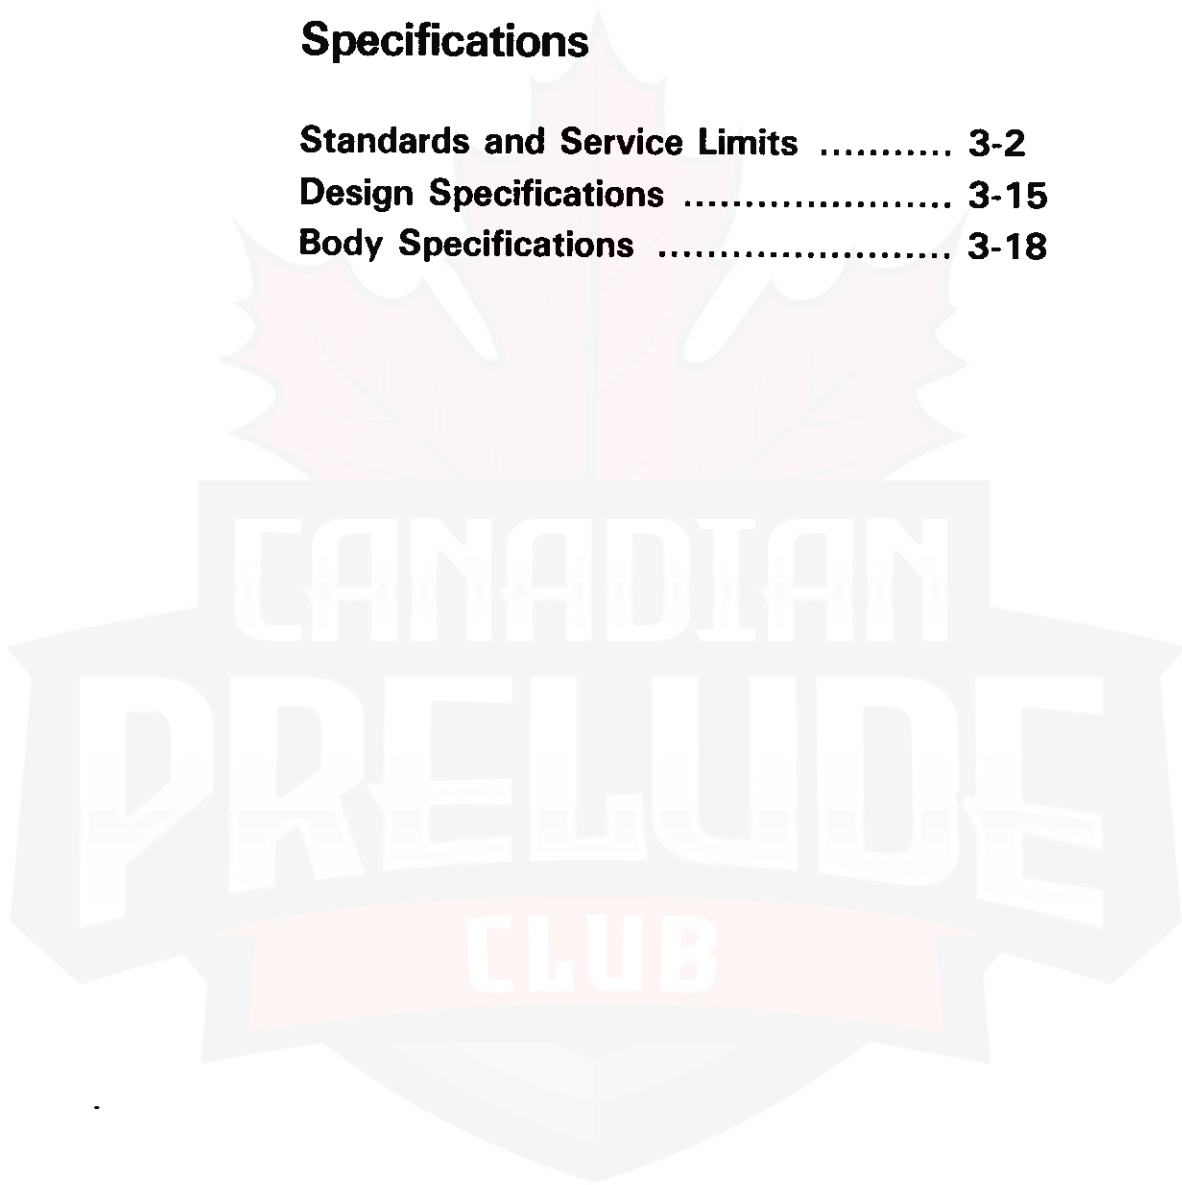 Specifications
Standards and Service Limits ........... 3-2
Design Specifications ...................... 3-15
Body Specifications ........................ 3-18
CANADIAN
PRELUDE
CLUB